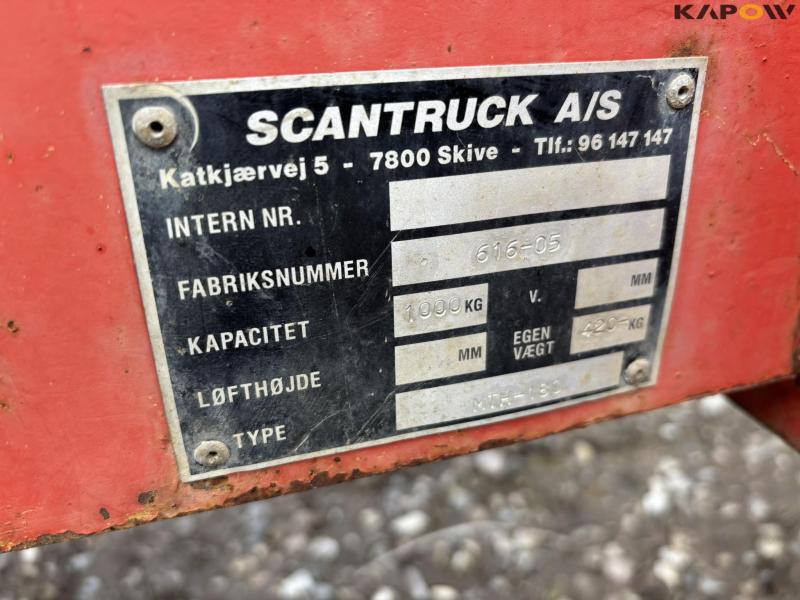 KAPOW
SCANTRUCK A/S
Katkjærvej 5 - 7800 Skive - Tlf.: 96 147 147
INTERN NR.
FABRIKSNUMMER 616-05
KAPACITET 1000 KG V. MM
LØFTHØJDE MM EGEN VÆGT 420- KG
TYPE